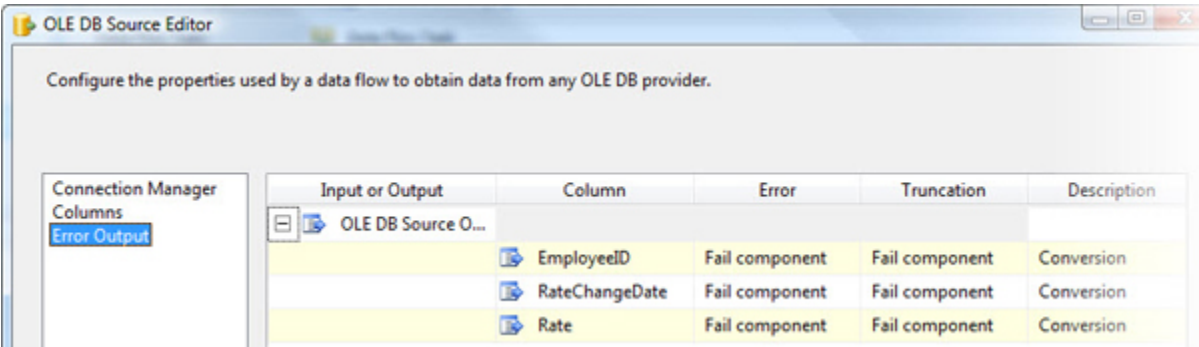 OLE DB Source Editor
Configure the properties used by a data flow to obtain data from any OLE DB provider.
Connection Manager
Columns
Error Output
Input or Output Column Error Truncation Description
OLE DB Source O...
EmployeeID Fail component Fail component Conversion
RateChangeDate Fail component Fail component Conversion
Rate Fail component Fail component Conversion